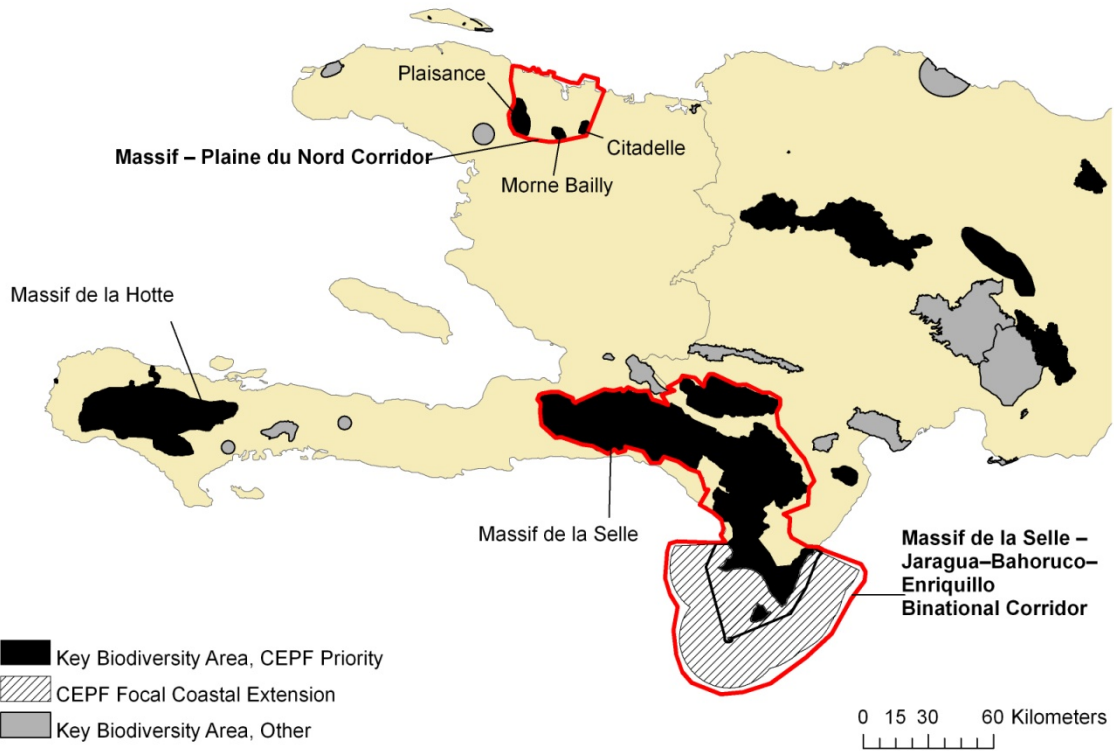 Plaisance
Massif – Plaine du Nord Corridor
Citadelle
Morne Bailly
Massif de la Hotte
Massif de la Selle
Massif de la Selle –
Jaragua–Bahoruco–
Enriquillo
Binational Corridor
Key Biodiversity Area, CEPF Priority
CEPF Focal Coastal Extension
Key Biodiversity Area, Other
0 15 30 60 Kilometers